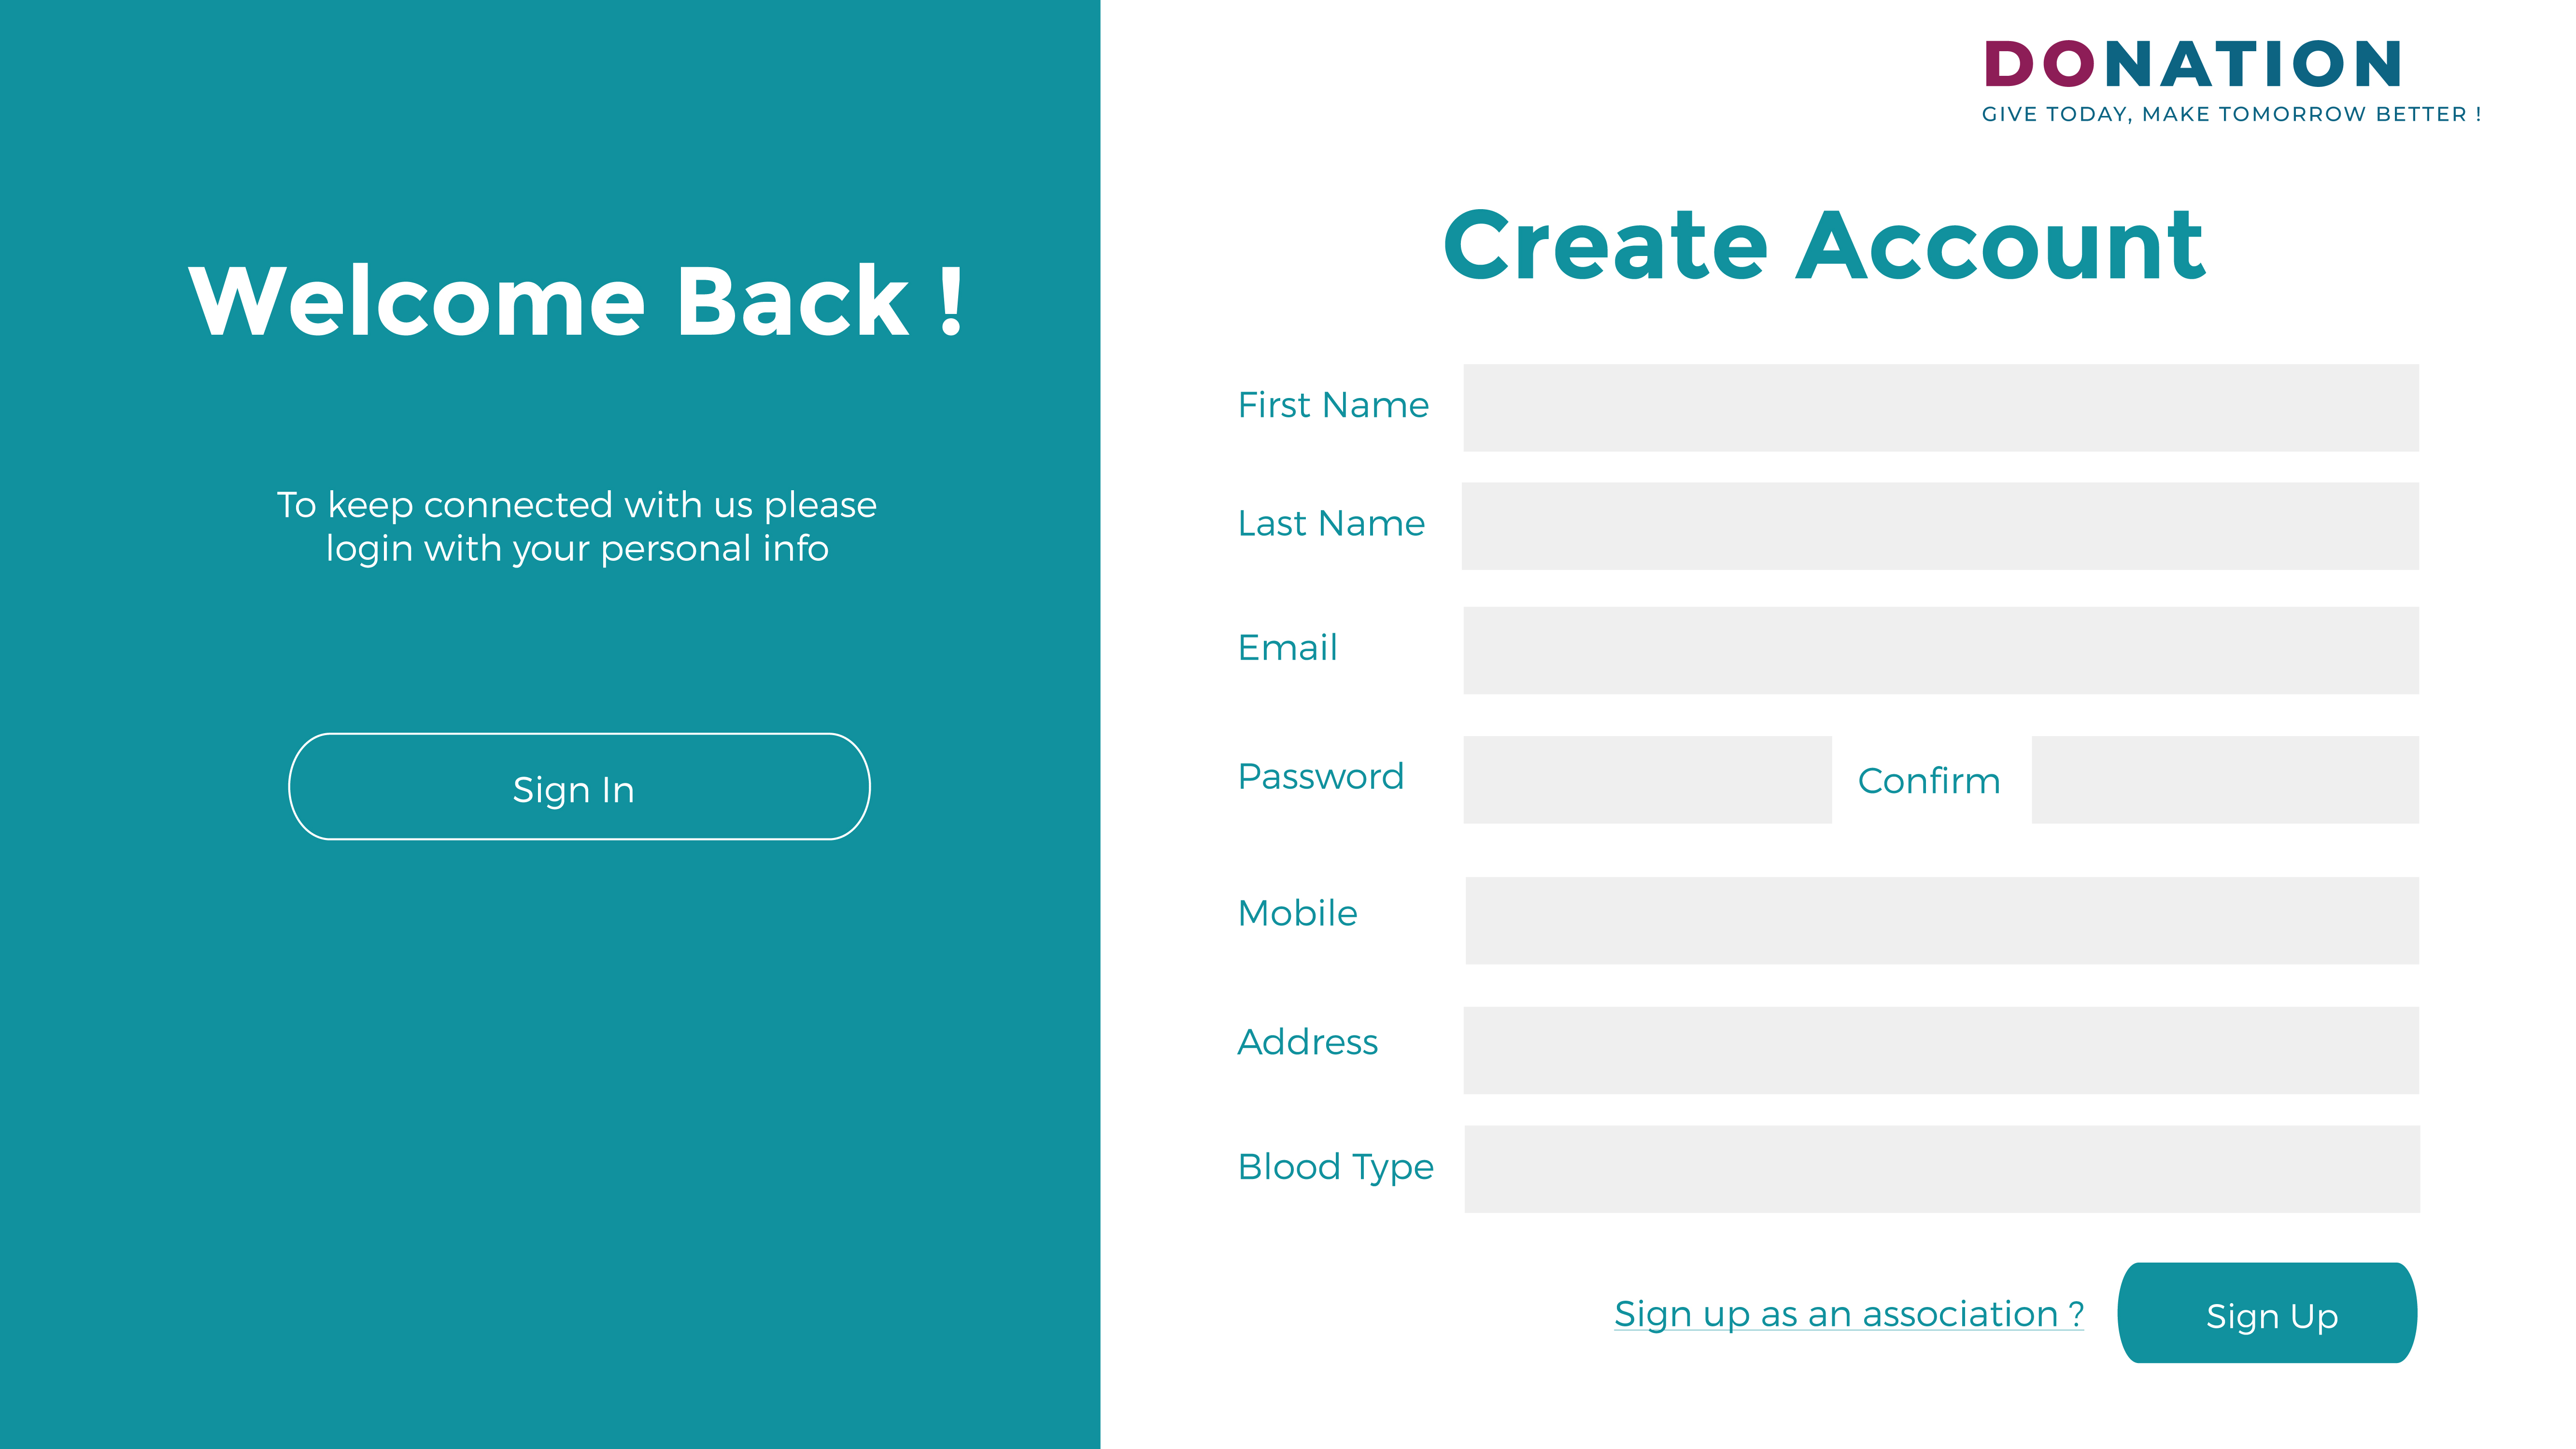 Welcome Back !
To keep connected with us please
login with your personal info
Sign In
DONATION
GIVE TODAY, MAKE TOMORROW BETTER !
Create Account
First Name
Last Name
Email
Password
Confirm
Mobile
Address
Blood Type
Sign up as an association ?
Sign Up